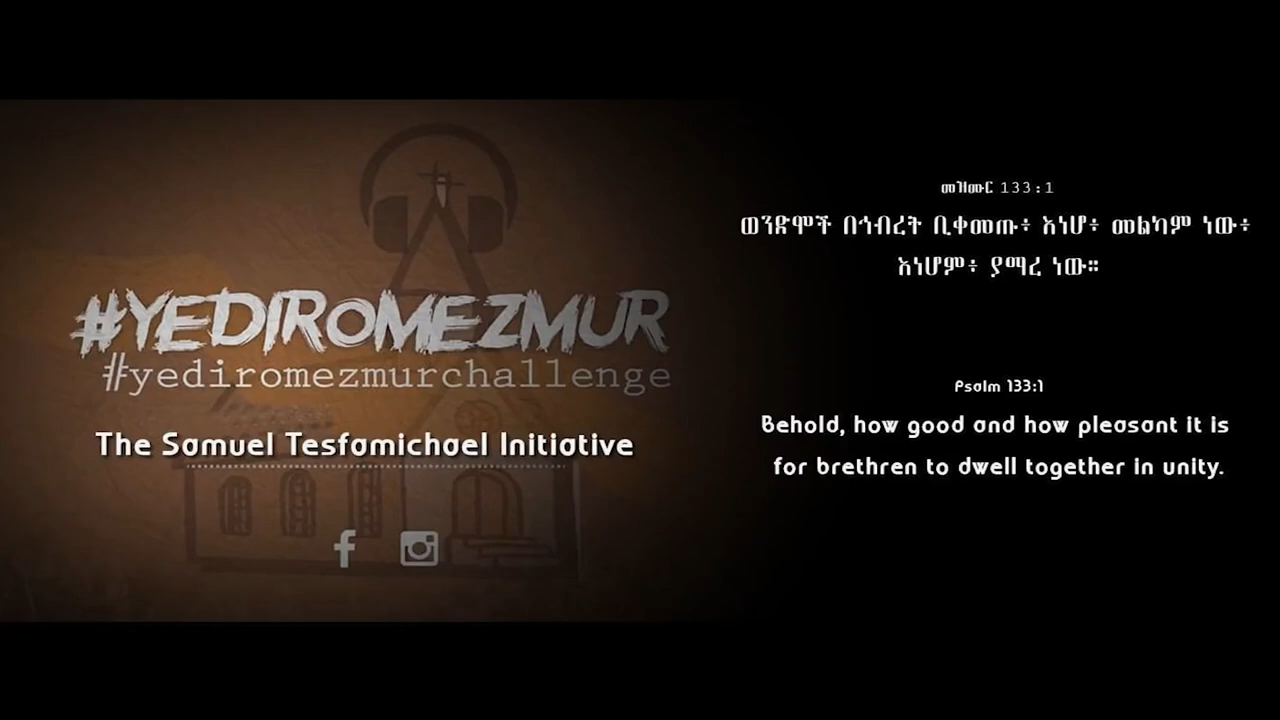 #YEDIROMEZMUR
#yediromezmurchallenge
The Samuel Tesfamichael Initiative
መዝሙር 133:1
ወንድሞች በኅብረት ቢቀመጡ፥ እነሆ፥ መልካም ነው፥
እነሆም፥ ያማረ ነው።
Psalm 133:1
Behold, how good and how pleasant it is
for brethren to dwell together in unity.